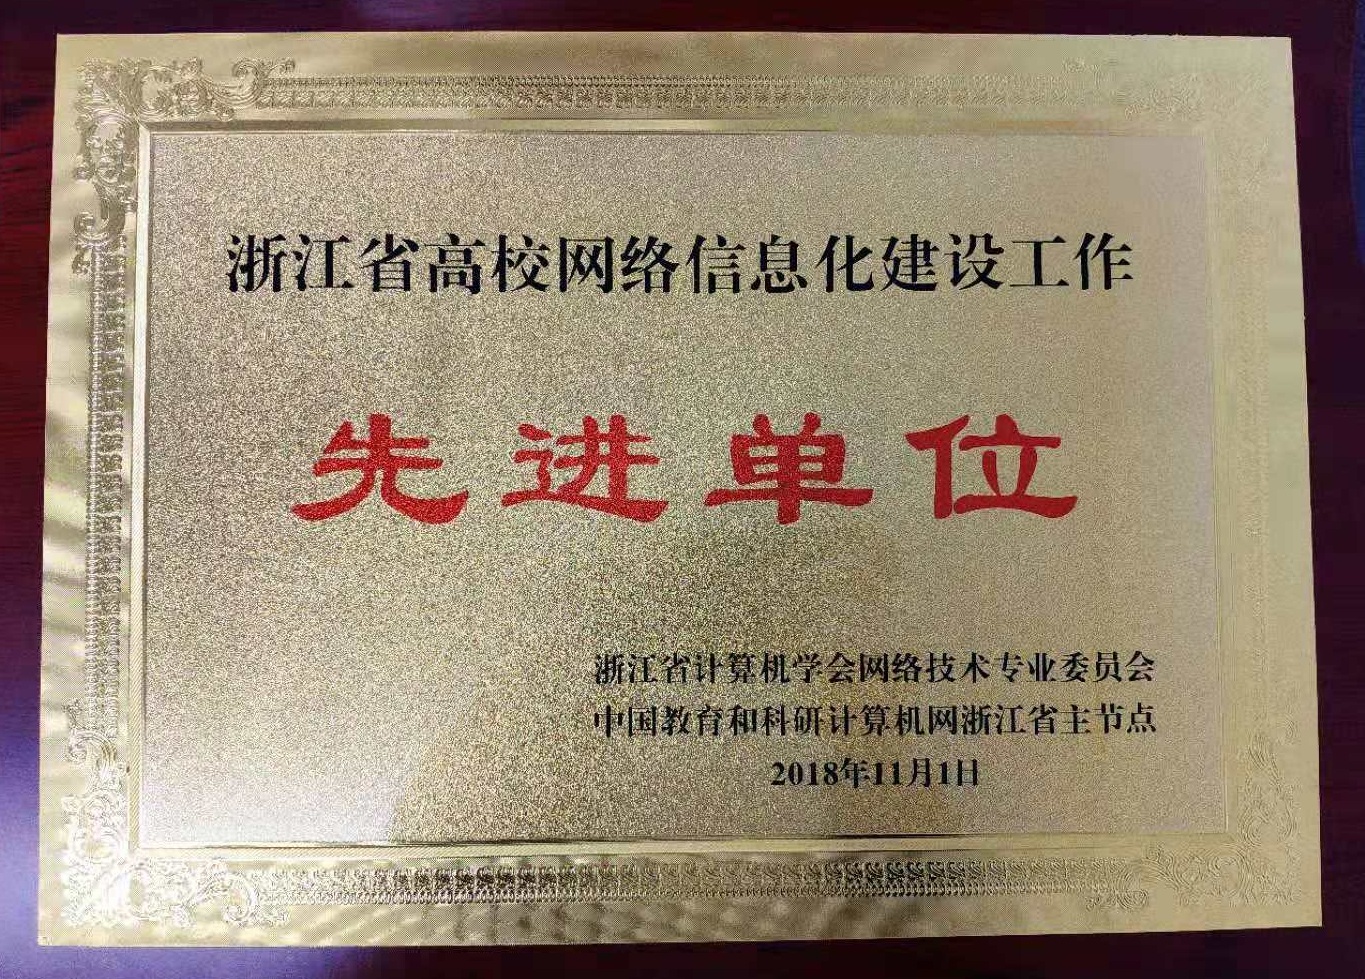 浙江省高校网络信息化建设工作
先进单位
浙江省计算机学会网络技术专业委员会
中国教育和科研计算机网浙江省主节点
2018年11月1日